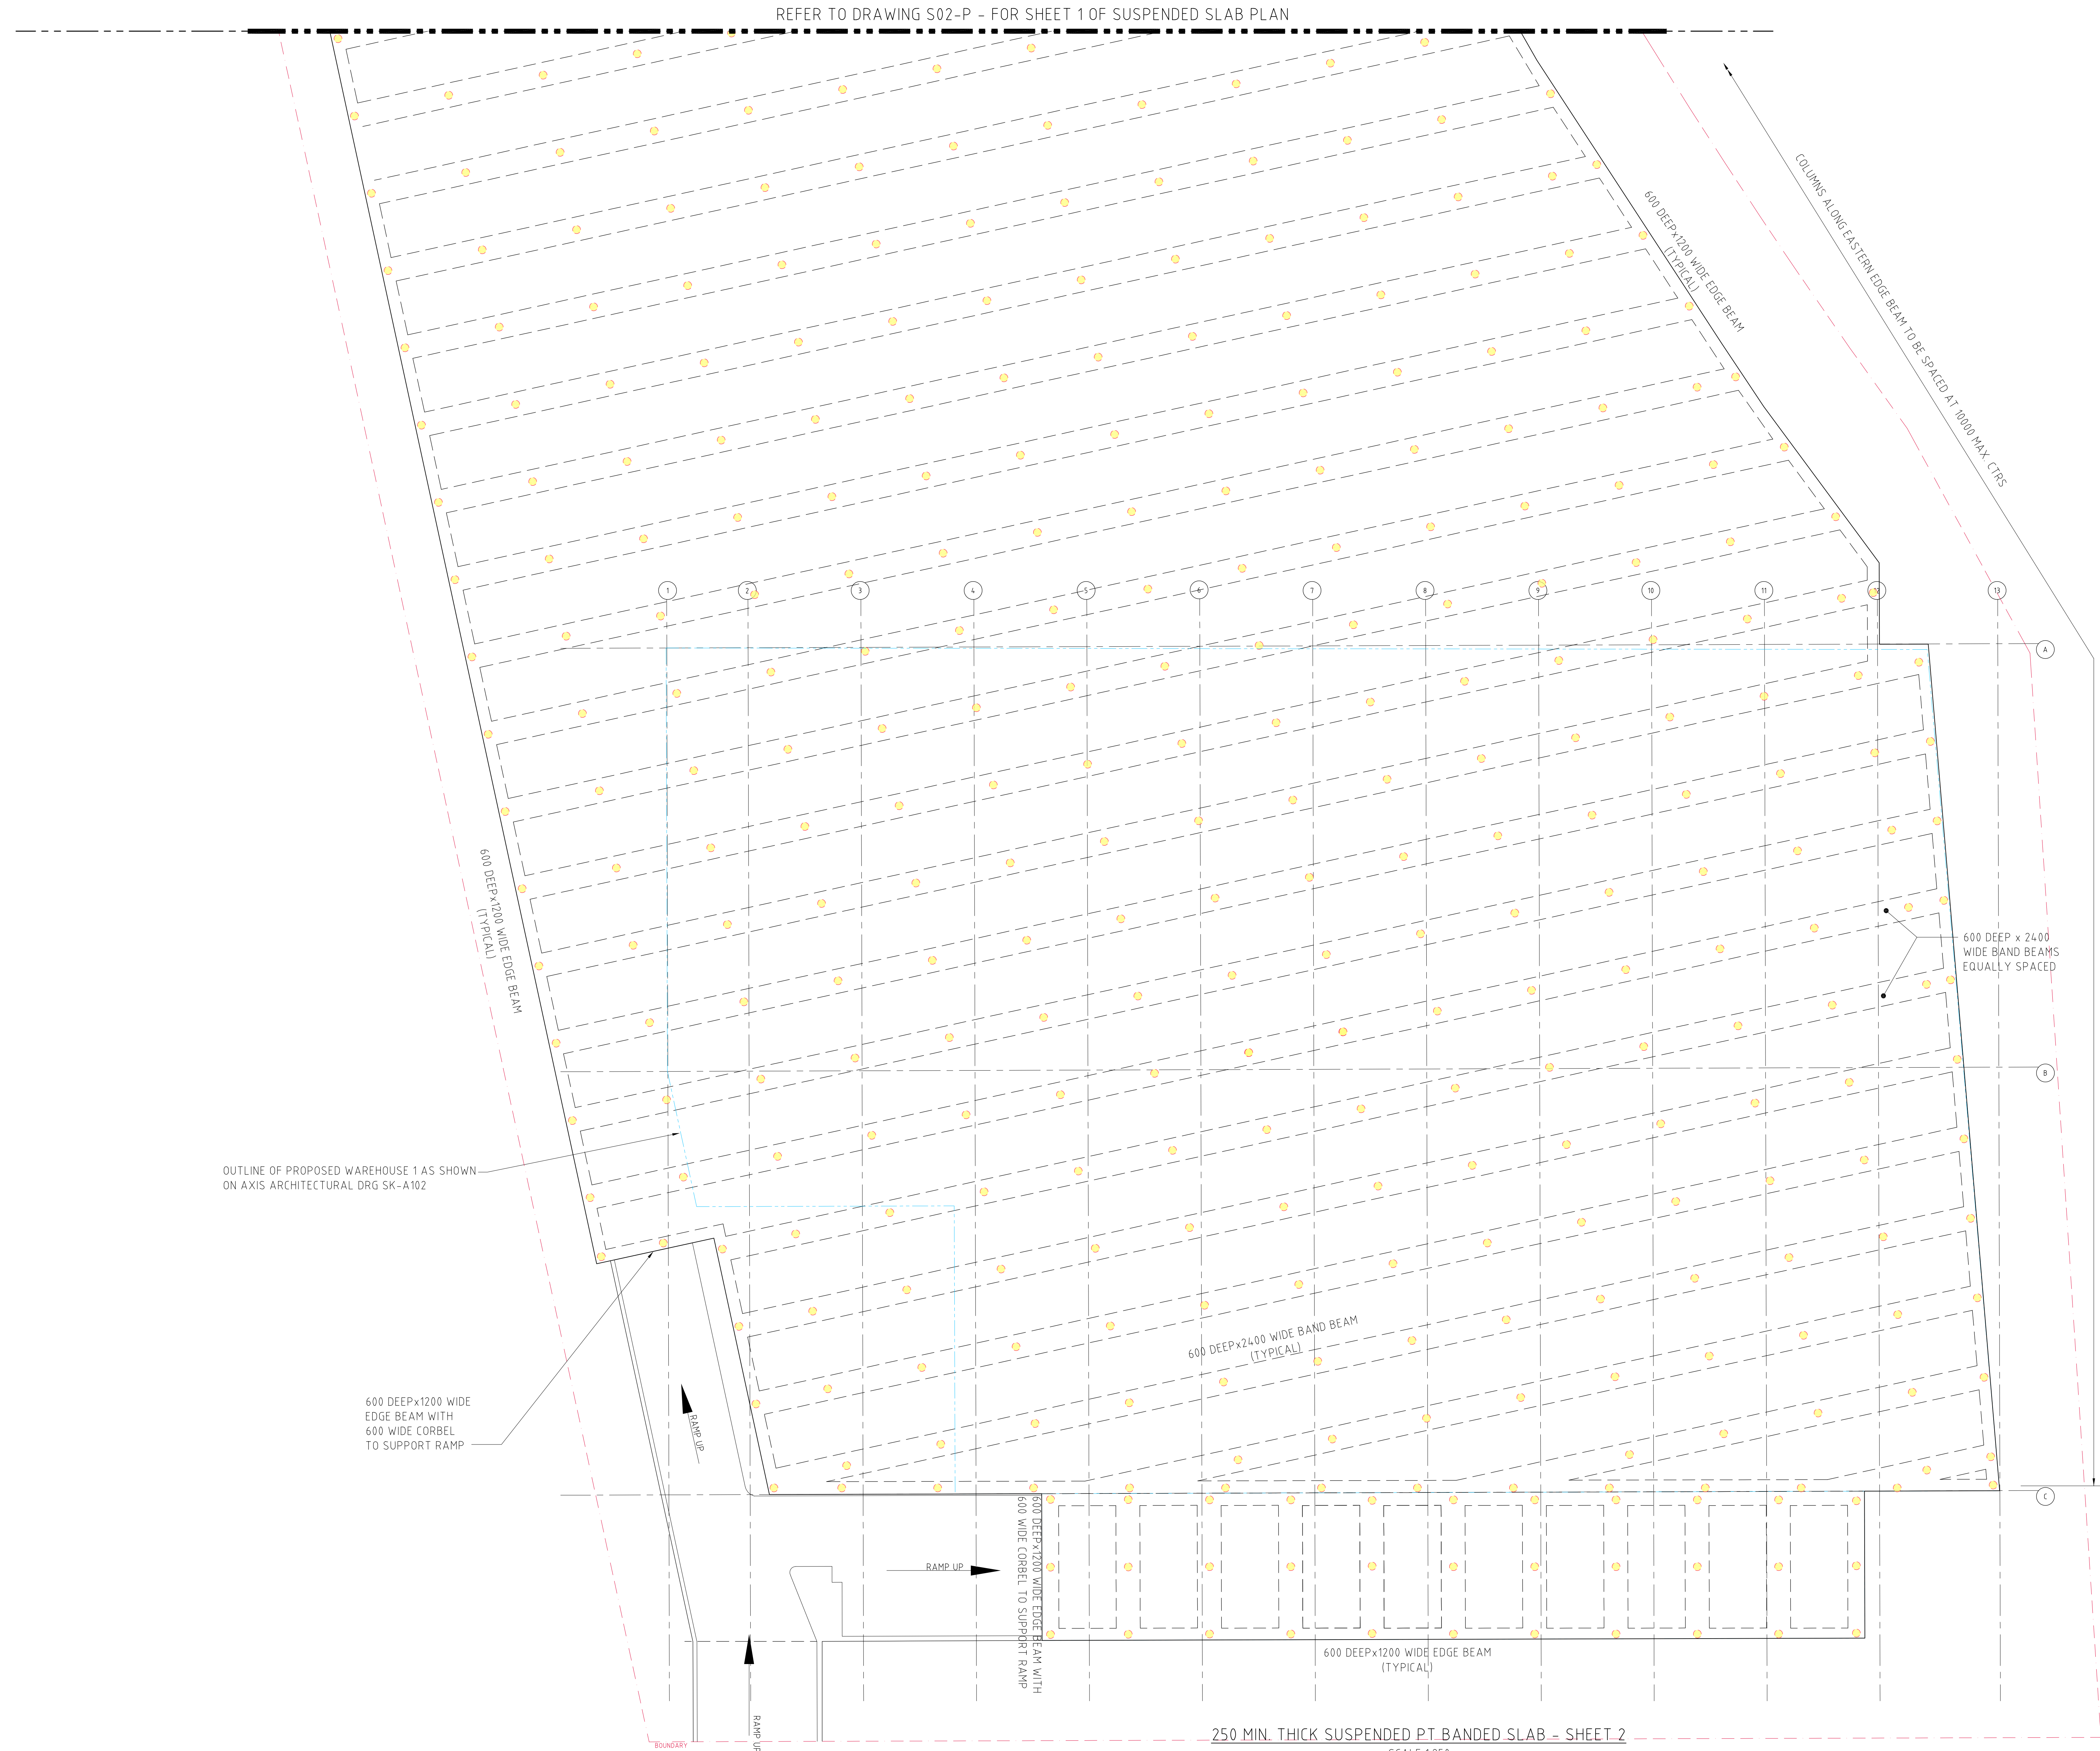 REFER TO DRAWING S02-P - FOR SHEET 1 OF SUSPENDED SLAB PLAN
COLUMNS ALONG EASTERN EDGE BEAM TO BE SPACED AT 10000 MAX. CTRS
600 DEEPx1200 WIDE EDGE BEAM
(TYPICAL)
1
2
3
4
5
6
7
8
9
10
11
12
13
A
600 DEEPx1200 WIDE EDGE BEAM
(TYPICAL)
600 DEEP x 2400
WIDE BAND BEAMS
EQUALLY SPACED
B
OUTLINE OF PROPOSED WAREHOUSE 1 AS SHOWN
ON AXIS ARCHITECTURAL DRG SK-A102
600 DEEPx2400 WIDE BAND BEAM
(TYPICAL)
600 DEEPx1200 WIDE
EDGE BEAM WITH
600 WIDE CORBEL
TO SUPPORT RAMP
RAMP UP
C
600 DEEPx1200 WIDE EDGE BEAM WITH
600 WIDE CORBEL TO SUPPORT RAMP
RAMP UP
600 DEEPx1200 WIDE EDGE BEAM
(TYPICAL)
RAMP UP
250 MIN. THICK SUSPENDED PT BANDED SLAB - SHEET 2
BOUNDARY